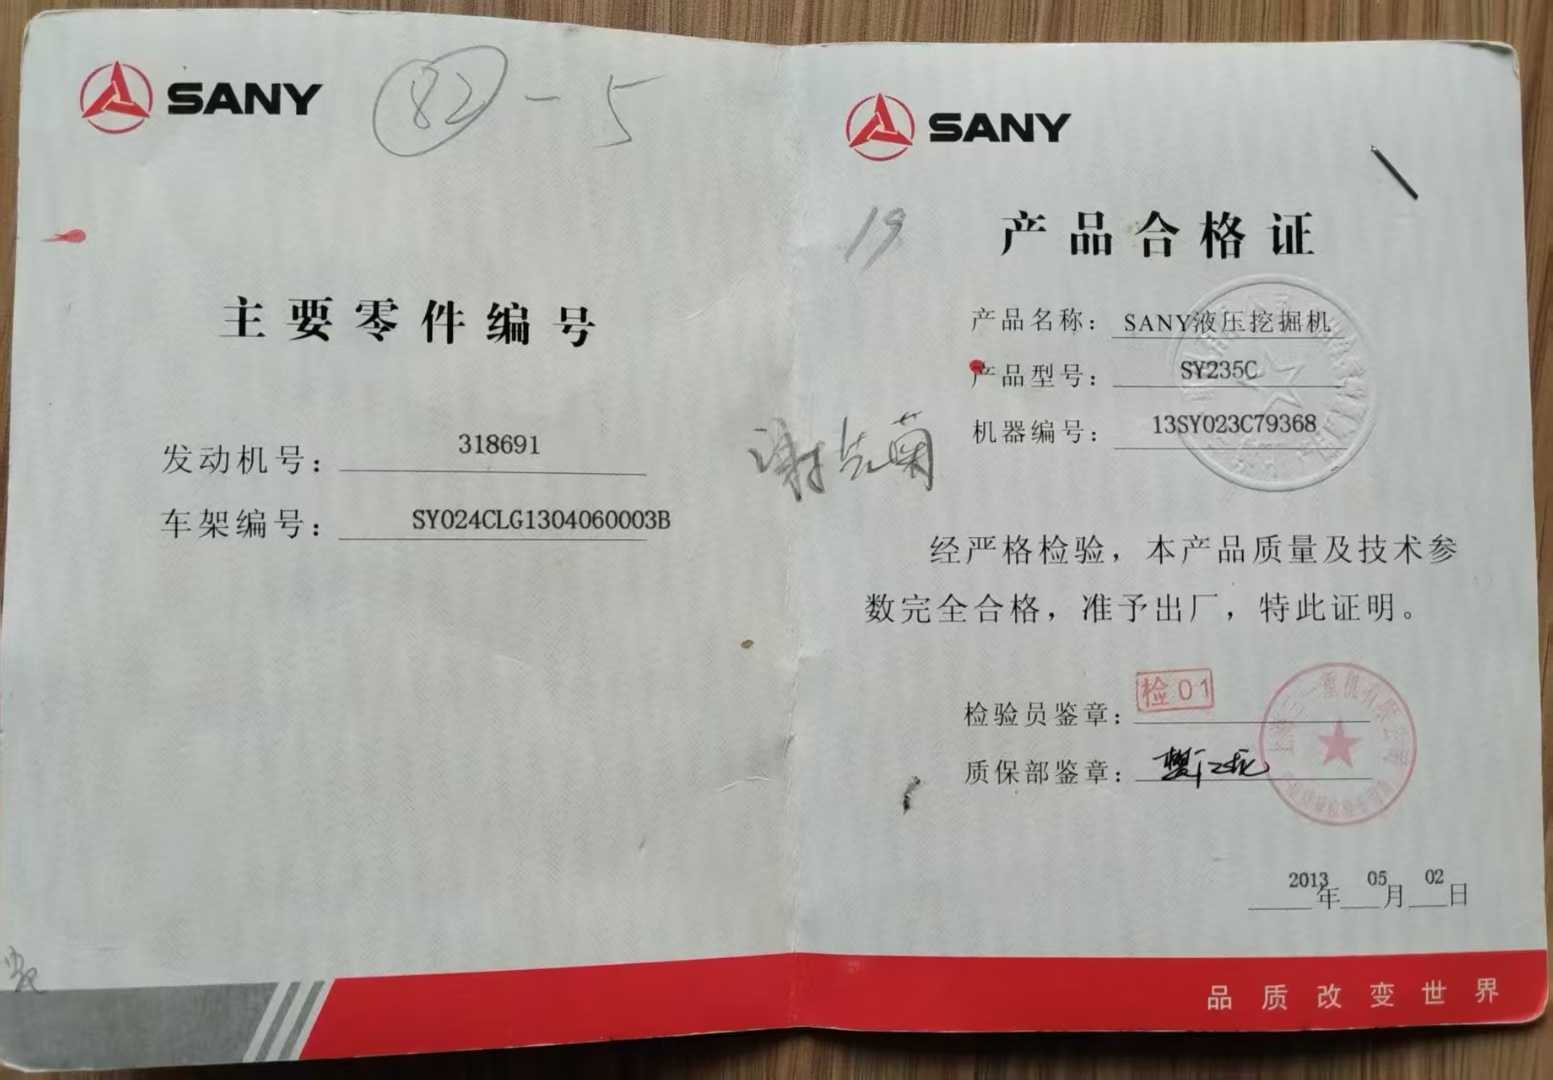 SANY
82-5
主要零件编号
发动机号： 318691
车架编号： SY024CLG1304060003B
SANY
19
产品合格证
产品名称： SANY液压挖掘机
产品型号： SY235C
机器编号： 13SY023C79368
经严格检验，本产品质量及技术参
数完全合格，准予出厂，特此证明。
检验员鉴章： 检01
质保部鉴章：
2013年05月02日
品质改变世界